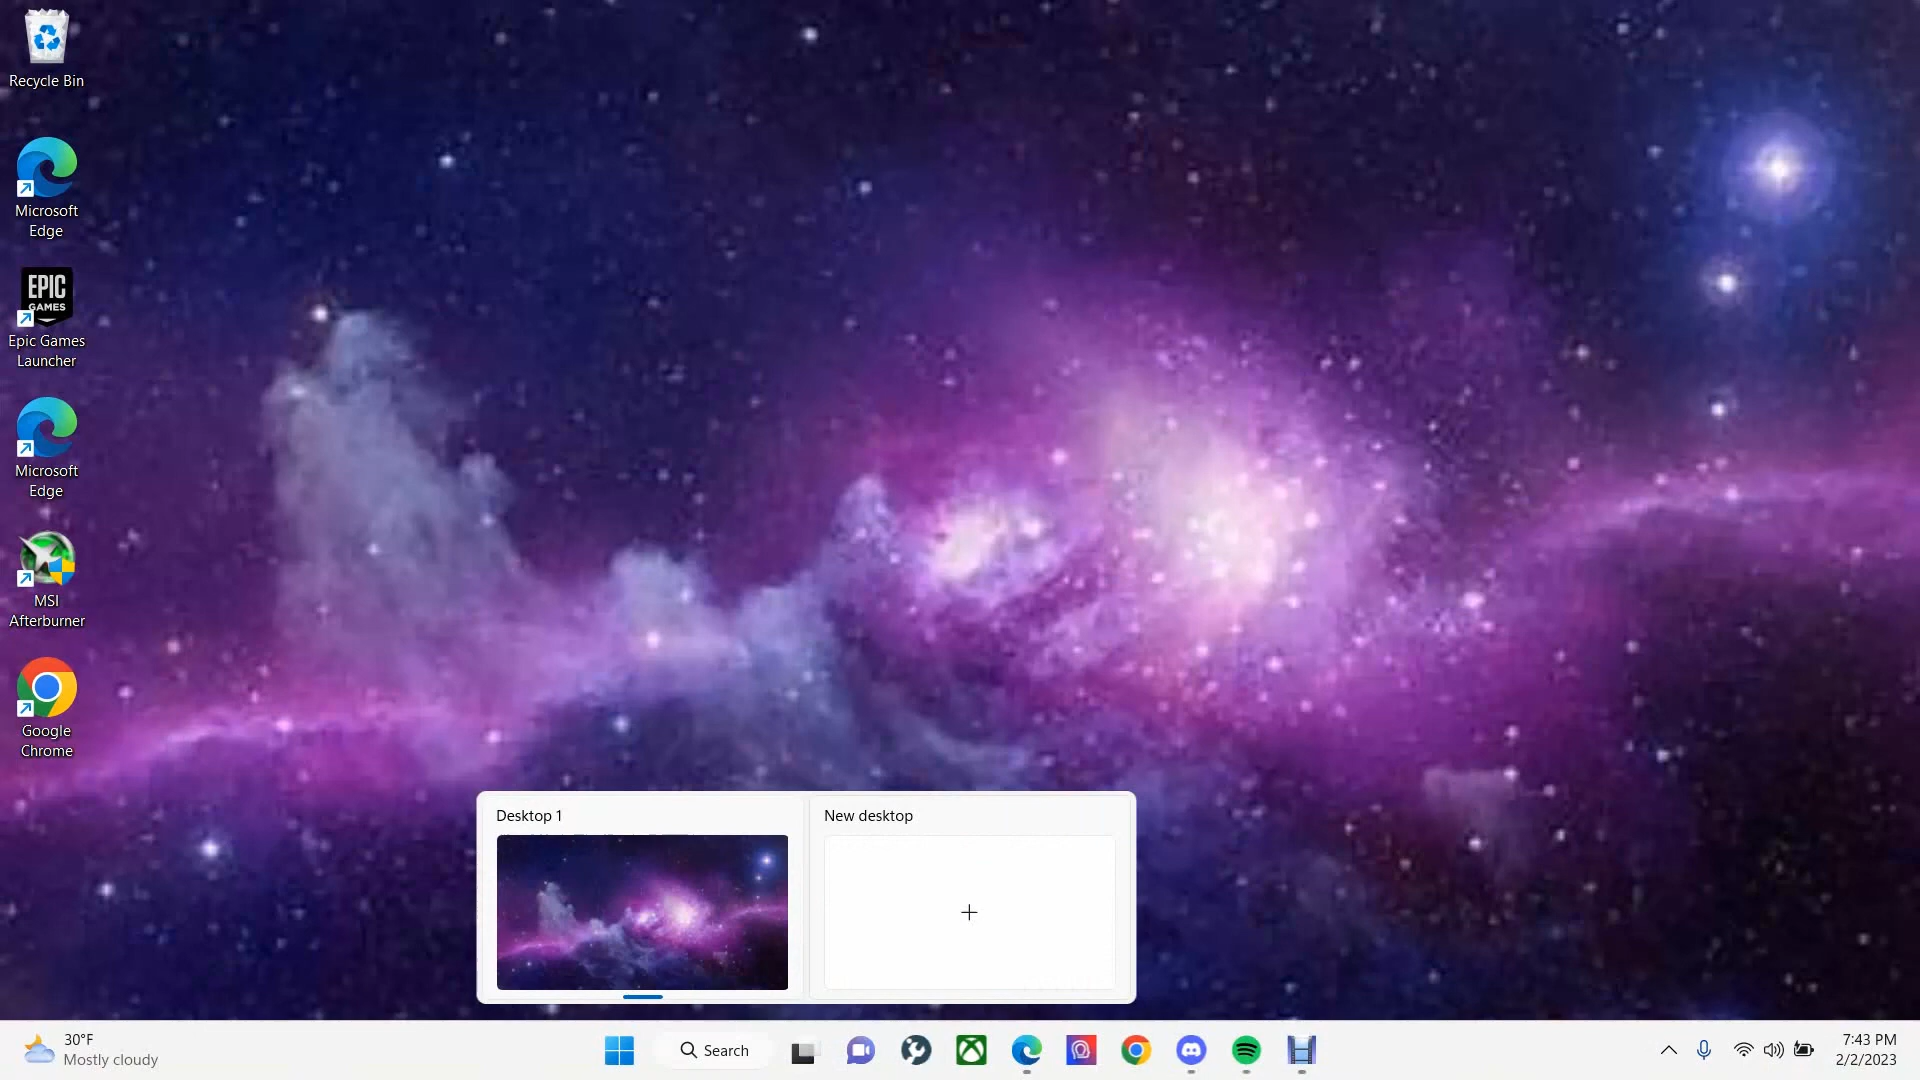 Recycle Bin
Microsoft
Edge
EPIC
GAMES
Epic Games
Launcher
Microsoft
Edge
MSI
Afterburner
Google
Chrome
Desktop 1
New desktop
30°F
Mostly cloudy
Search
7:43 PM
2/2/2023